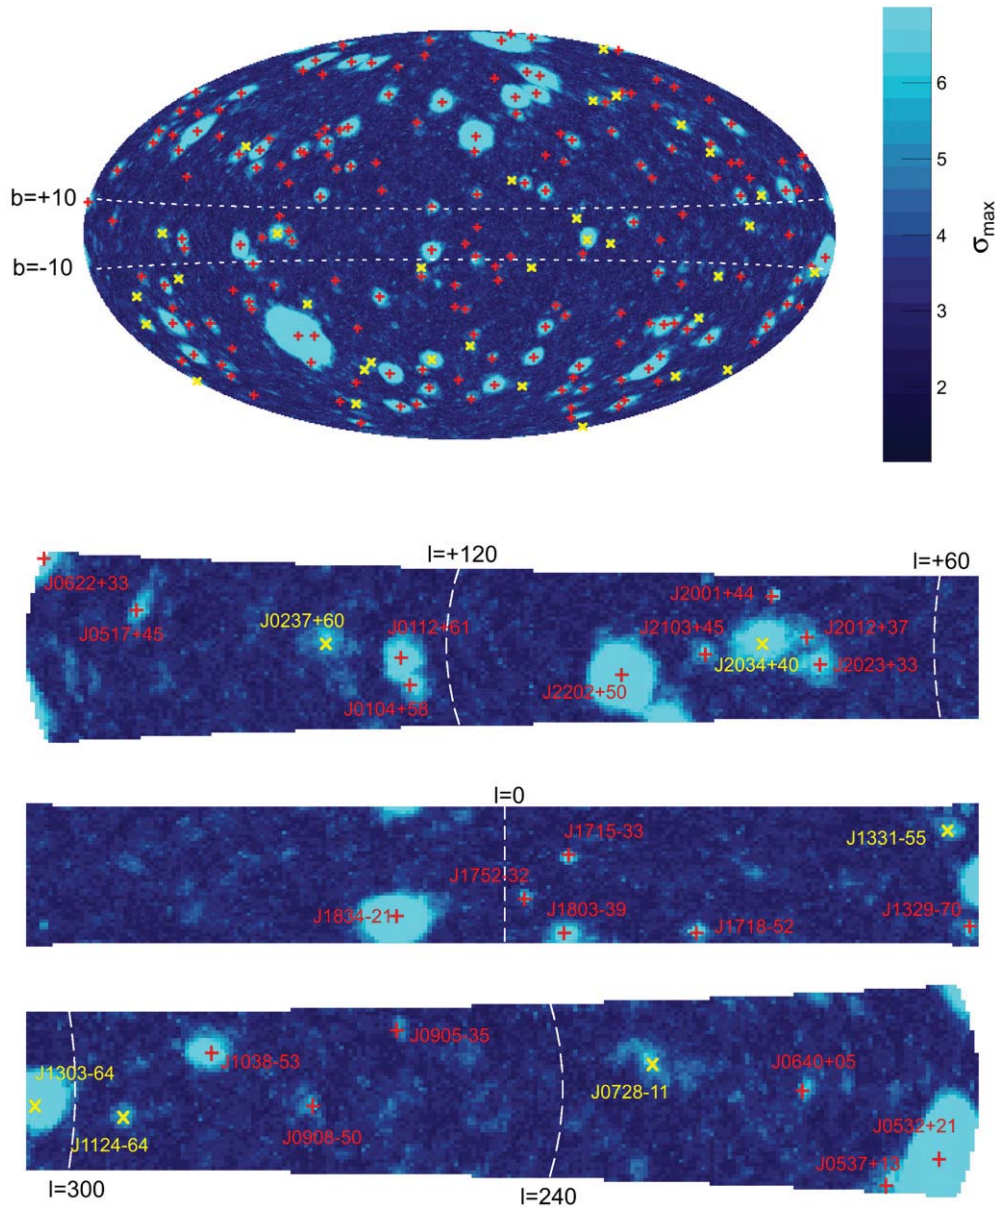 b=+10
b=-10
6
5
4
3
2
σmax
l=+120
l=+60
J0622+33
J0517+45
J0237+60
J0112+61
J0104+58
J2001+44
J2103+45
J2012+37
J2034+40
J2023+33
J2202+50
l=0
J1715-33
J1331-55
J1752-32
J1834-21
J1803-39
J1718-52
J1329-70
J0905-35
J1038-53
J0640+05
J1303-64
J0728-11
J0532+21
J1124-64
J0908-50
J0537+13
l=300
l=240